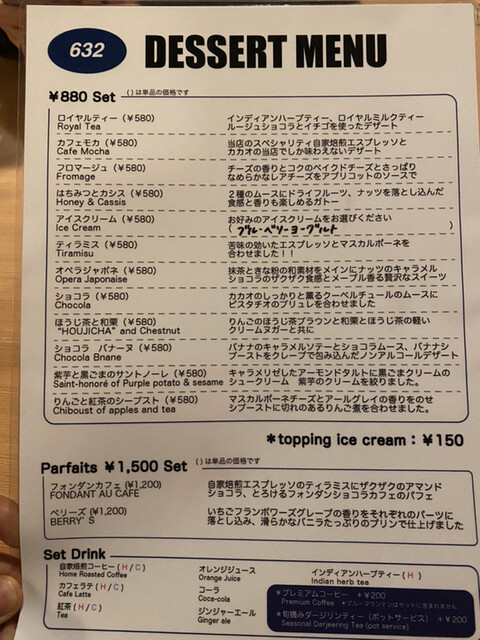 632 DESSERT MENU
¥880 Set ( ) は単品の価格です
ロイヤルティー (¥580) インディアンハーブティー、ロイヤルミルクティー
Royal Tea ルージュショコラとイチゴを使ったデザート
カフェモカ (¥580) 当店のスペシャリティ自家焙煎エスプレッソと
Cafe Mocha カカオの当店でしか味わえないデザート
フロマージュ (¥580) チーズの香りとコクのベイクドチーズとさっぱり
Fromage なめらかなレアチーズをアプリコットのソースで
はちみつとカシス (¥580) 2種のムースにドライフルーツ、ナッツを落とし込んだ
Honey & Cassis 食感と香りも楽しめるガトー
アイスクリーム (¥580) お好みのアイスクリームをお選びください
Ice Cream ( ブルーベリーヨーグルト )
ティラミス (¥580) 苦味の効いたエスプレッソとマスカルポーネを
Tiramisu 合わせました!!
オペラジャポネ (¥580) 抹茶ときな粉の和素材をメインにナッツのキャラメル
Opera Japonaise ショコラのザクザク食感とメープル香る贅沢なスイーツ
ショコラ (¥580) カカオのしっかりと薫るクーベルチュールのムースに
Chocola ピスタチオのブリュレを合わせました
ほうじ茶と和栗 (¥580) りんごのほうじ茶ブラウンと和栗とほうじ茶の軽い
"HOUJICHA" and Chestnut クリームヌガーと共に
ショコラ バナーヌ (¥580) バナナのキャラメルソテーとショコラムース、バナナシ
Chocola Bnane ブーストをクレープで包み込んだノンアルコールデザート
紫芋と黒ごまのサントノーレ (¥580) キャラメリゼしたアーモンドタルトに黒ごまクリームの
Saint-honoré of Purple potato & sesame シュークリーム 紫芋のクリームを絞りました。
りんごと紅茶のシーブスト (¥580) マスカルポーネチーズとアールグレイの香りをのせ
Chiboust of apples and tea シブーストに切れのあるりんご煮を合わせました。
*topping ice cream : ¥150
Parfaits ¥1,500 Set ( ) は単品の価格です
フォンダンカフェ (¥1,200) 自家焙煎エスプレッソのティラミスにザクザクのアマンド
FONDANT AU CAFE ショコラ、とろけるフォンダンショコラカフェのパフェ
ベリーズ (¥1,200) いちごフランボワーズグレープの香りをそれぞれのパーツに
BERRY'S 落とし込み、滑らかなバニラたっぷりのプリンで仕上げました
Set Drink
自家焙煎コーヒー (H/C) オレンジジュース インディアンハーブティー (H)
Home Roasted Coffee Orange Juice Indian herb tea
カフェラテ (H/C) コーラ *プレミアムコーヒー +¥200
Cafe Latte Coca-cola Premium Coffee *ブルーマウンテンはセットに含まれません
紅茶 (H/C) ジンジャーエール *旬摘みダージリンティー (ポットサービス) +¥200
Tea Ginger ale Seasonal Darjeering Tea (pot service)